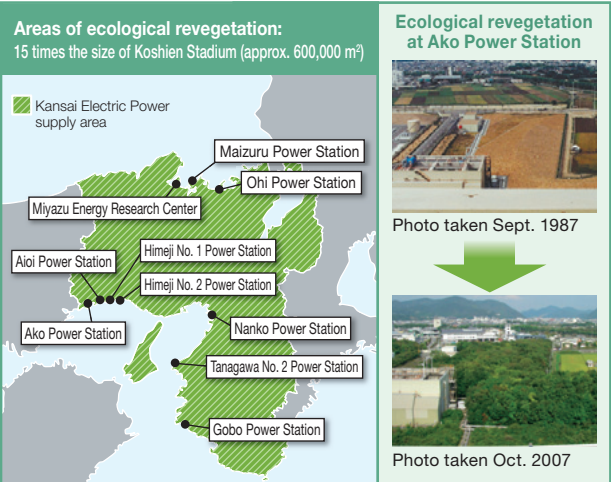 Areas of ecological revegetation:
15 times the size of Koshien Stadium (approx. 600,000 m²)
Kansai Electric Power
supply area
Maizuru Power Station
Ohi Power Station
Miyazu Energy Research Center
Himeji No. 1 Power Station
Aioi Power Station
Himeji No. 2 Power Station
Ako Power Station
Nanko Power Station
Tanagawa No. 2 Power Station
Gobo Power Station
Ecological revegetation
at Ako Power Station
Photo taken Sept. 1987
Photo taken Oct. 2007